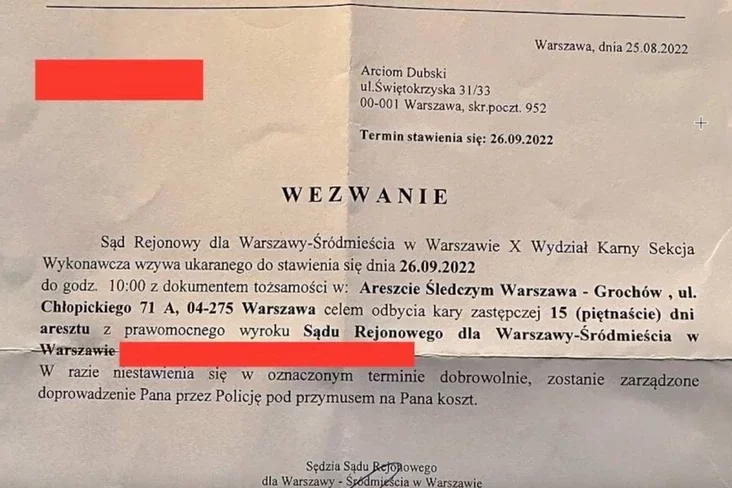 Warszawa, dnia 25.08.2022
Arciom Dubski
ul.Świętokrzyska 31/33
00-001 Warszawa, skr.poczt. 952
Termin stawienia się: 26.09.2022
WEZWANIE
Sąd Rejonowy dla Warszawy-Śródmieścia w Warszawie X Wydział Karny Sekcja
Wykonawcza wzywa ukaranego do stawienia się dnia 26.09.2022
do godz. 10:00 z dokumentem tożsamości w: Areszcie Śledczym Warszawa - Grochów , ul.
Chłopickiego 71 A, 04-275 Warszawa celem odbycia kary zastępczej 15 (piętnaście) dni
aresztu z prawomocnego wyroku Sądu Rejonowego dla Warszawy-Śródmieścia w
Warszawie
W razie niestawienia się w oznaczonym terminie dobrowolnie, zostanie zarządzone
doprowadzenie Pana przez Policję pod przymusem na Pana koszt.
Sędzia Sądu Rejonowego
dla Warszawy - Śródmieścia w Warszawie